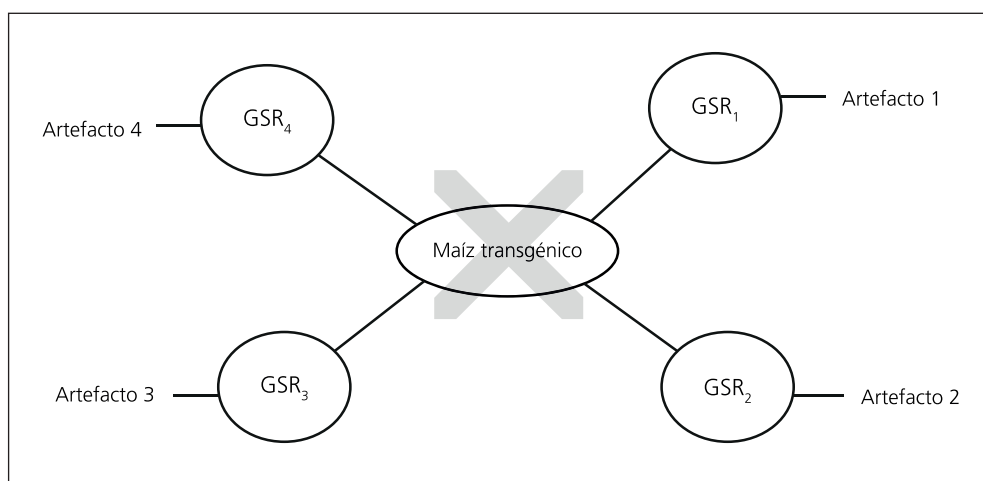 GSR₄
GSR₁
Artefacto 4
Artefacto 1
Maíz transgénico
Artefacto 3
GSR₃
GSR₂
Artefacto 2